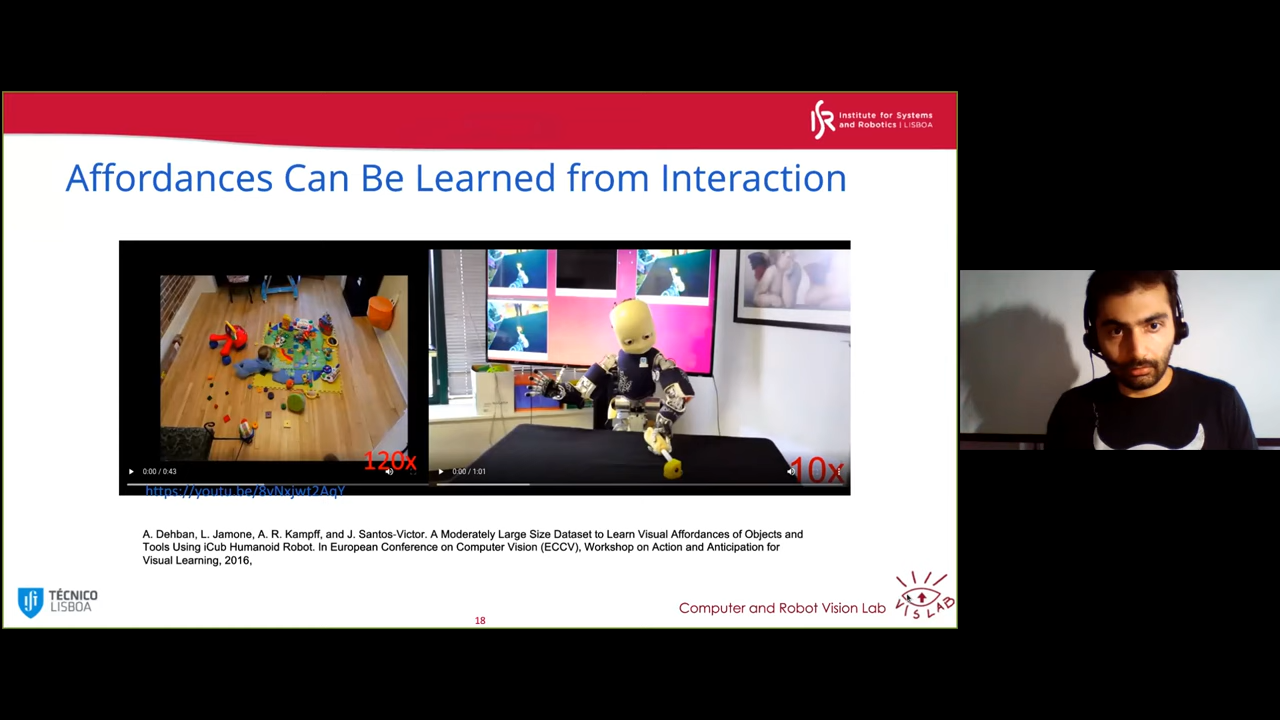 Institute for Systems
and Robotics | LISBOA
Affordances Can Be Learned from Interaction
120x
10x
0:00 / 0:43
0:00 / 1:01
https://youtu.be/8vNxjwt2AqY
A. Dehban, L. Jamone, A. R. Kampff, and J. Santos-Victor. A Moderately Large Size Dataset to Learn Visual Affordances of Objects and
Tools Using iCub Humanoid Robot. In European Conference on Computer Vision (ECCV), Workshop on Action and Anticipation for
Visual Learning, 2016,
TÉCNICO
LISBOA
18
Computer and Robot Vision Lab
VISLAB